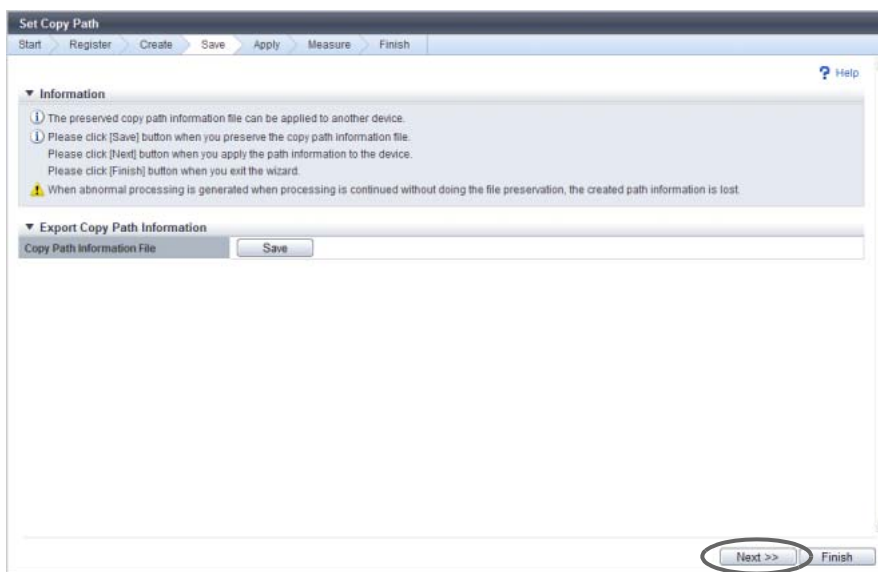 Set Copy Path
Start Register Create Save Apply Measure Finish
? Help
▼ Information
The preserved copy path information file can be applied to another device.
Please click [Save] button when you preserve the copy path information file.
Please click [Next] button when you apply the path information to the device.
Please click [Finish] button when you exit the wizard.
When abnormal processing is generated when processing is continued without doing the file preservation, the created path information is lost.
▼ Export Copy Path Information
Copy Path Information File Save
Next >> Finish